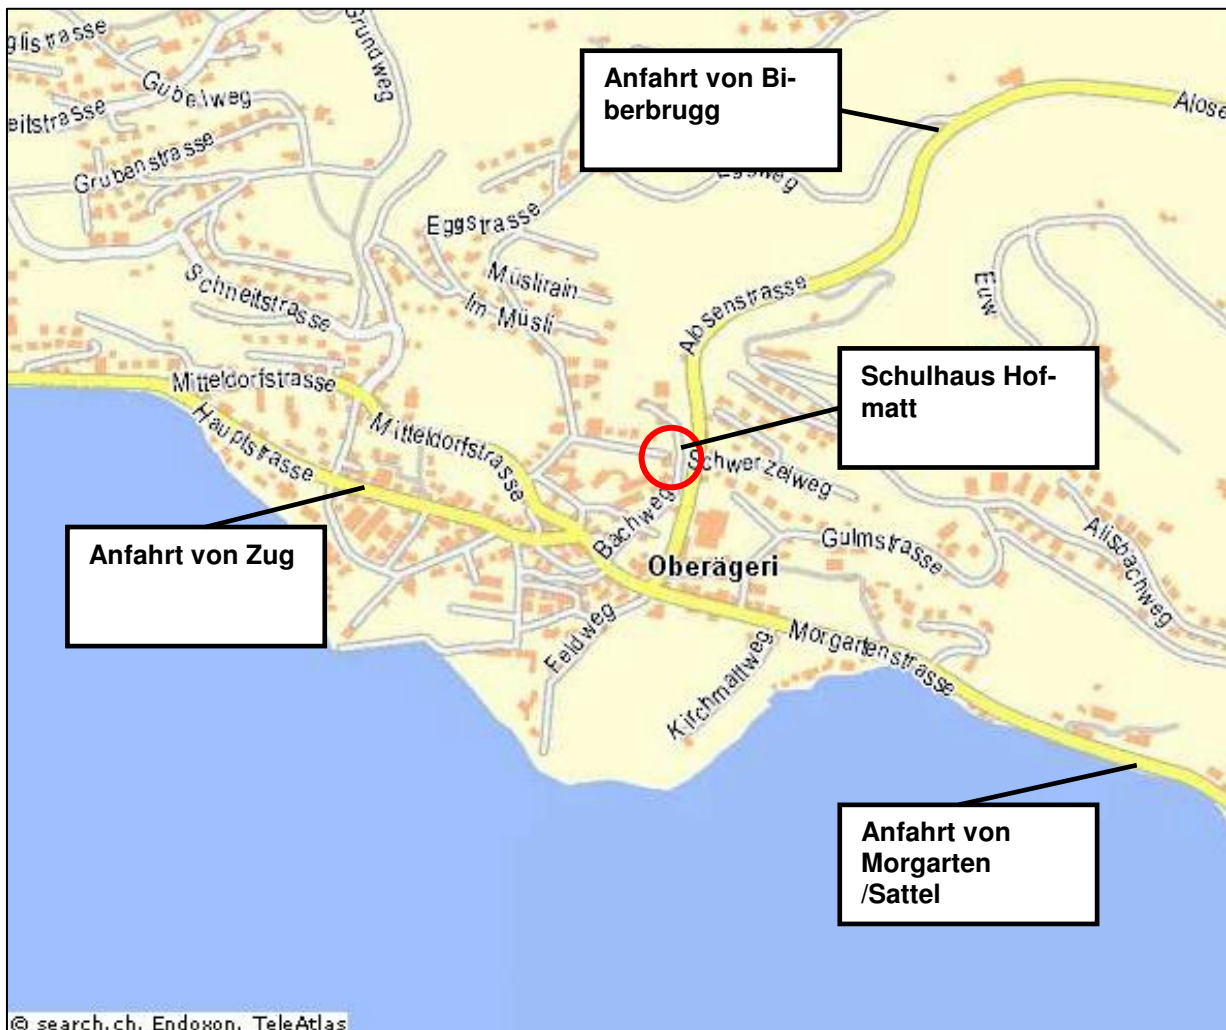 glistrasse
Gubelweg
Grundweg
eitstrasse
Grubenstrasse
Anfahrt von Bi-
berbrugg
Alose
Eggweg
Eggstrasse
Müslirain
Im Müsli
Schneitstrasse
Alosenstrasse
Euw
Schulhaus Hof-
matt
Mitteldorfstrasse
Hauptstrasse
Mitteldorfstrasse
Schwerzelweg
Bachweg
Anfahrt von Zug
Oberägeri
Gulmstrasse
Alisbachweg
Feldweg
Kirchmattweg
Morgartenstrasse
Anfahrt von
Morgarten
/Sattel
© search.ch, Endoxon, TeleAtlas